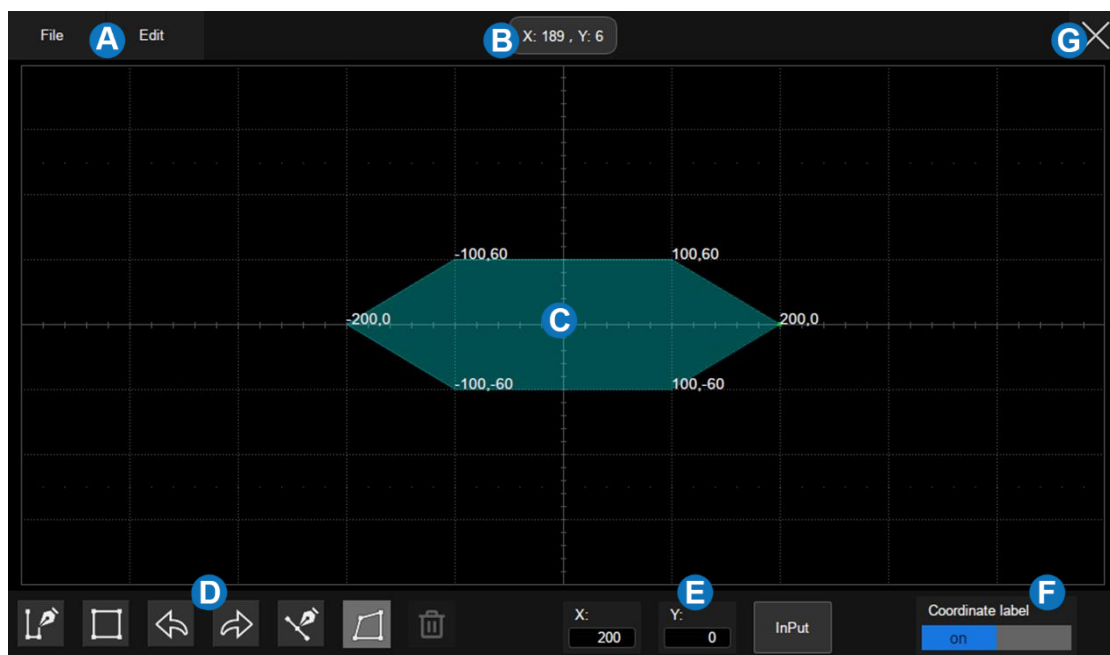 File
A
Edit
B
X: 189 , Y: 6
G
-100,60
100,60
-200,0
C
200,0
-100,-60
100,-60
D
E
F
X:
Y:
Coordinate label
200
0
InPut
on